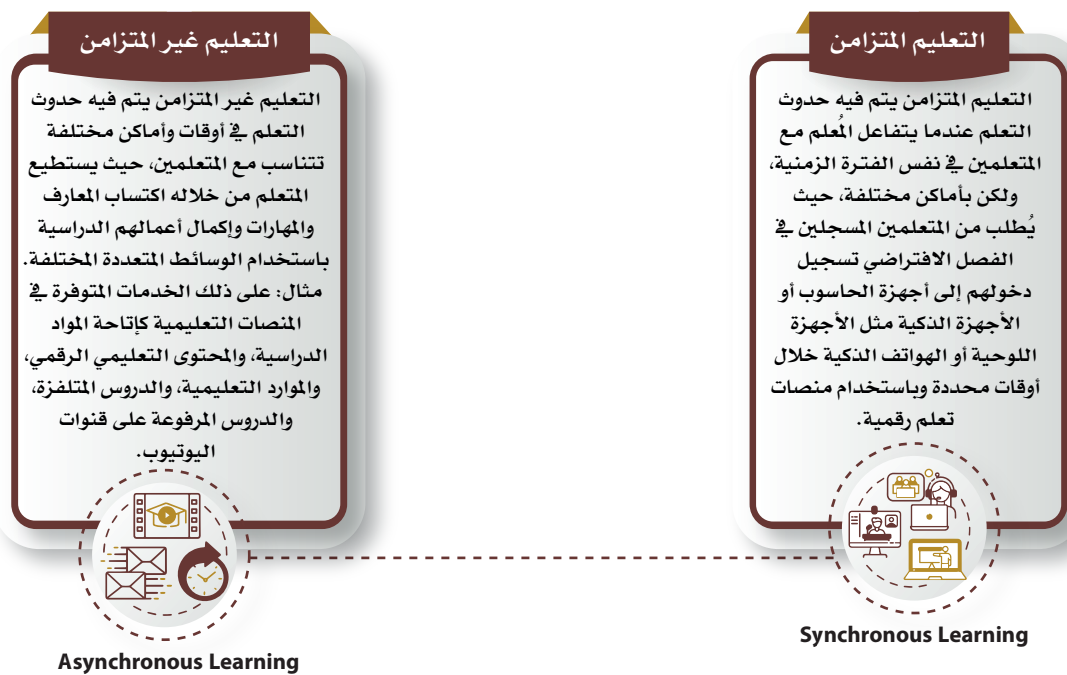 التعليم المتزامن
التعليم المتزامن يتم فيه حدوث
التعلم عندما يتفاعل المُعلم مع
المتعلمين في نفس الفترة الزمنية،
ولكن بأماكن مختلفة، حيث
يُطلب من المتعلمين المسجلين في
الفصل الافتراضي تسجيل
دخولهم إلى أجهزة الحاسوب أو
الأجهزة الذكية مثل الأجهزة
اللوحية أو الهواتف الذكية خلال
أوقات محددة وباستخدام منصات
تعلم رقمية.
Synchronous Learning
التعليم غير المتزامن
التعليم غير المتزامن يتم فيه حدوث
التعلم في أوقات وأماكن مختلفة
تتناسب مع المتعلمين، حيث يستطيع
المتعلم من خلاله اكتساب المعارف
والمهارات وإكمال أعمالهم الدراسية
باستخدام الوسائط المتعددة المختلفة.
مثال: على ذلك الخدمات المتوفرة في
المنصات التعليمية كإتاحة المواد
الدراسية، والمحتوى التعليمي الرقمي،
والموارد التعليمية، والدروس المتلفزة،
والدروس المرفوعة على قنوات
اليوتيوب.
Asynchronous Learning